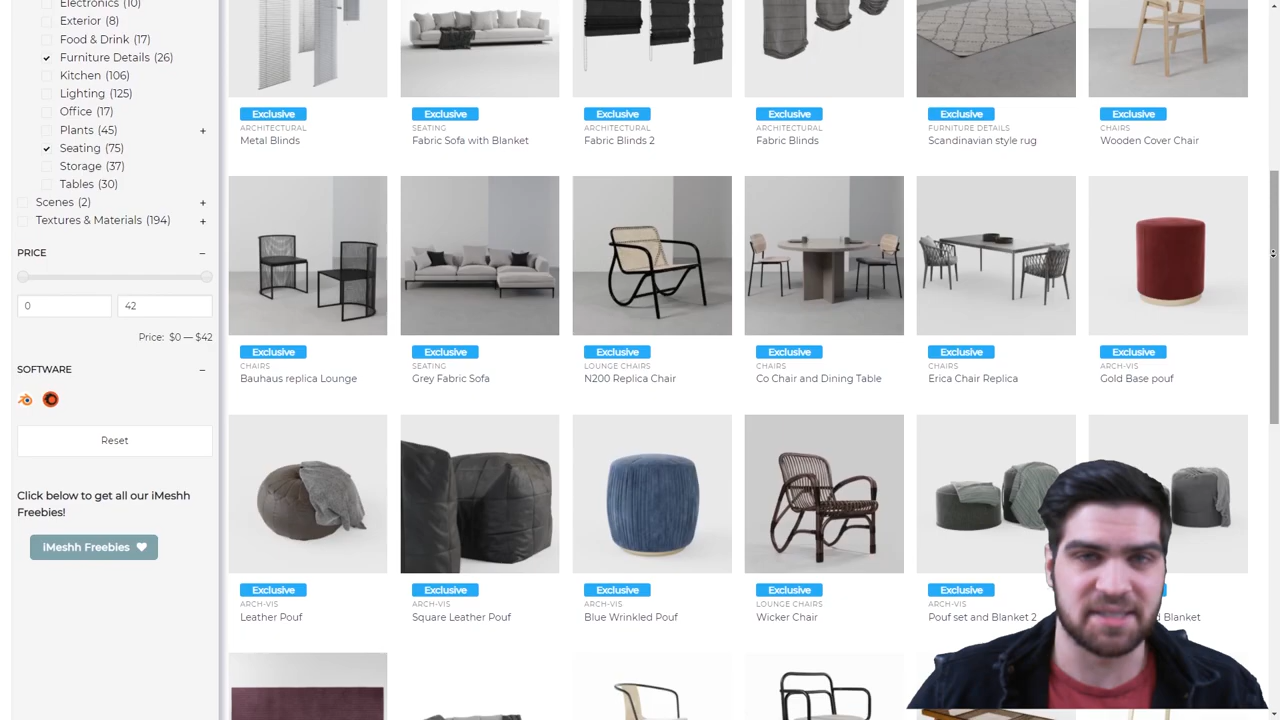 Electronics (10)
Exterior (8)
Food & Drink (17)
Furniture Details (26)
Kitchen (106)
Lighting (125)
Office (17)
Plants (45) +
Seating (75)
Storage (37)
Tables (30)
Scenes (2) +
Textures & Materials (194) +
PRICE –
0 42
Price: $0 — $42
SOFTWARE –
Reset
Click below to get all our iMeshh
Freebies!
iMeshh Freebies
Exclusive Exclusive Exclusive Exclusive Exclusive Exclusive
ARCHITECTURAL SEATING ARCHITECTURAL ARCHITECTURAL FURNITURE DETAILS CHAIRS
Metal Blinds Fabric Sofa with Blanket Fabric Blinds 2 Fabric Blinds Scandinavian style rug Wooden Cover Chair
Exclusive Exclusive Exclusive Exclusive Exclusive Exclusive
CHAIRS SEATING LOUNGE CHAIRS CHAIRS CHAIRS ARCH-VIS
Bauhaus replica Lounge Grey Fabric Sofa N200 Replica Chair Co Chair and Dining Table Erica Chair Replica Gold Base pouf
Exclusive Exclusive Exclusive Exclusive Exclusive
ARCH-VIS ARCH-VIS ARCH-VIS LOUNGE CHAIRS ARCH-VIS
Leather Pouf Square Leather Pouf Blue Wrinkled Pouf Wicker Chair Pouf set and Blanket 2 Blanket